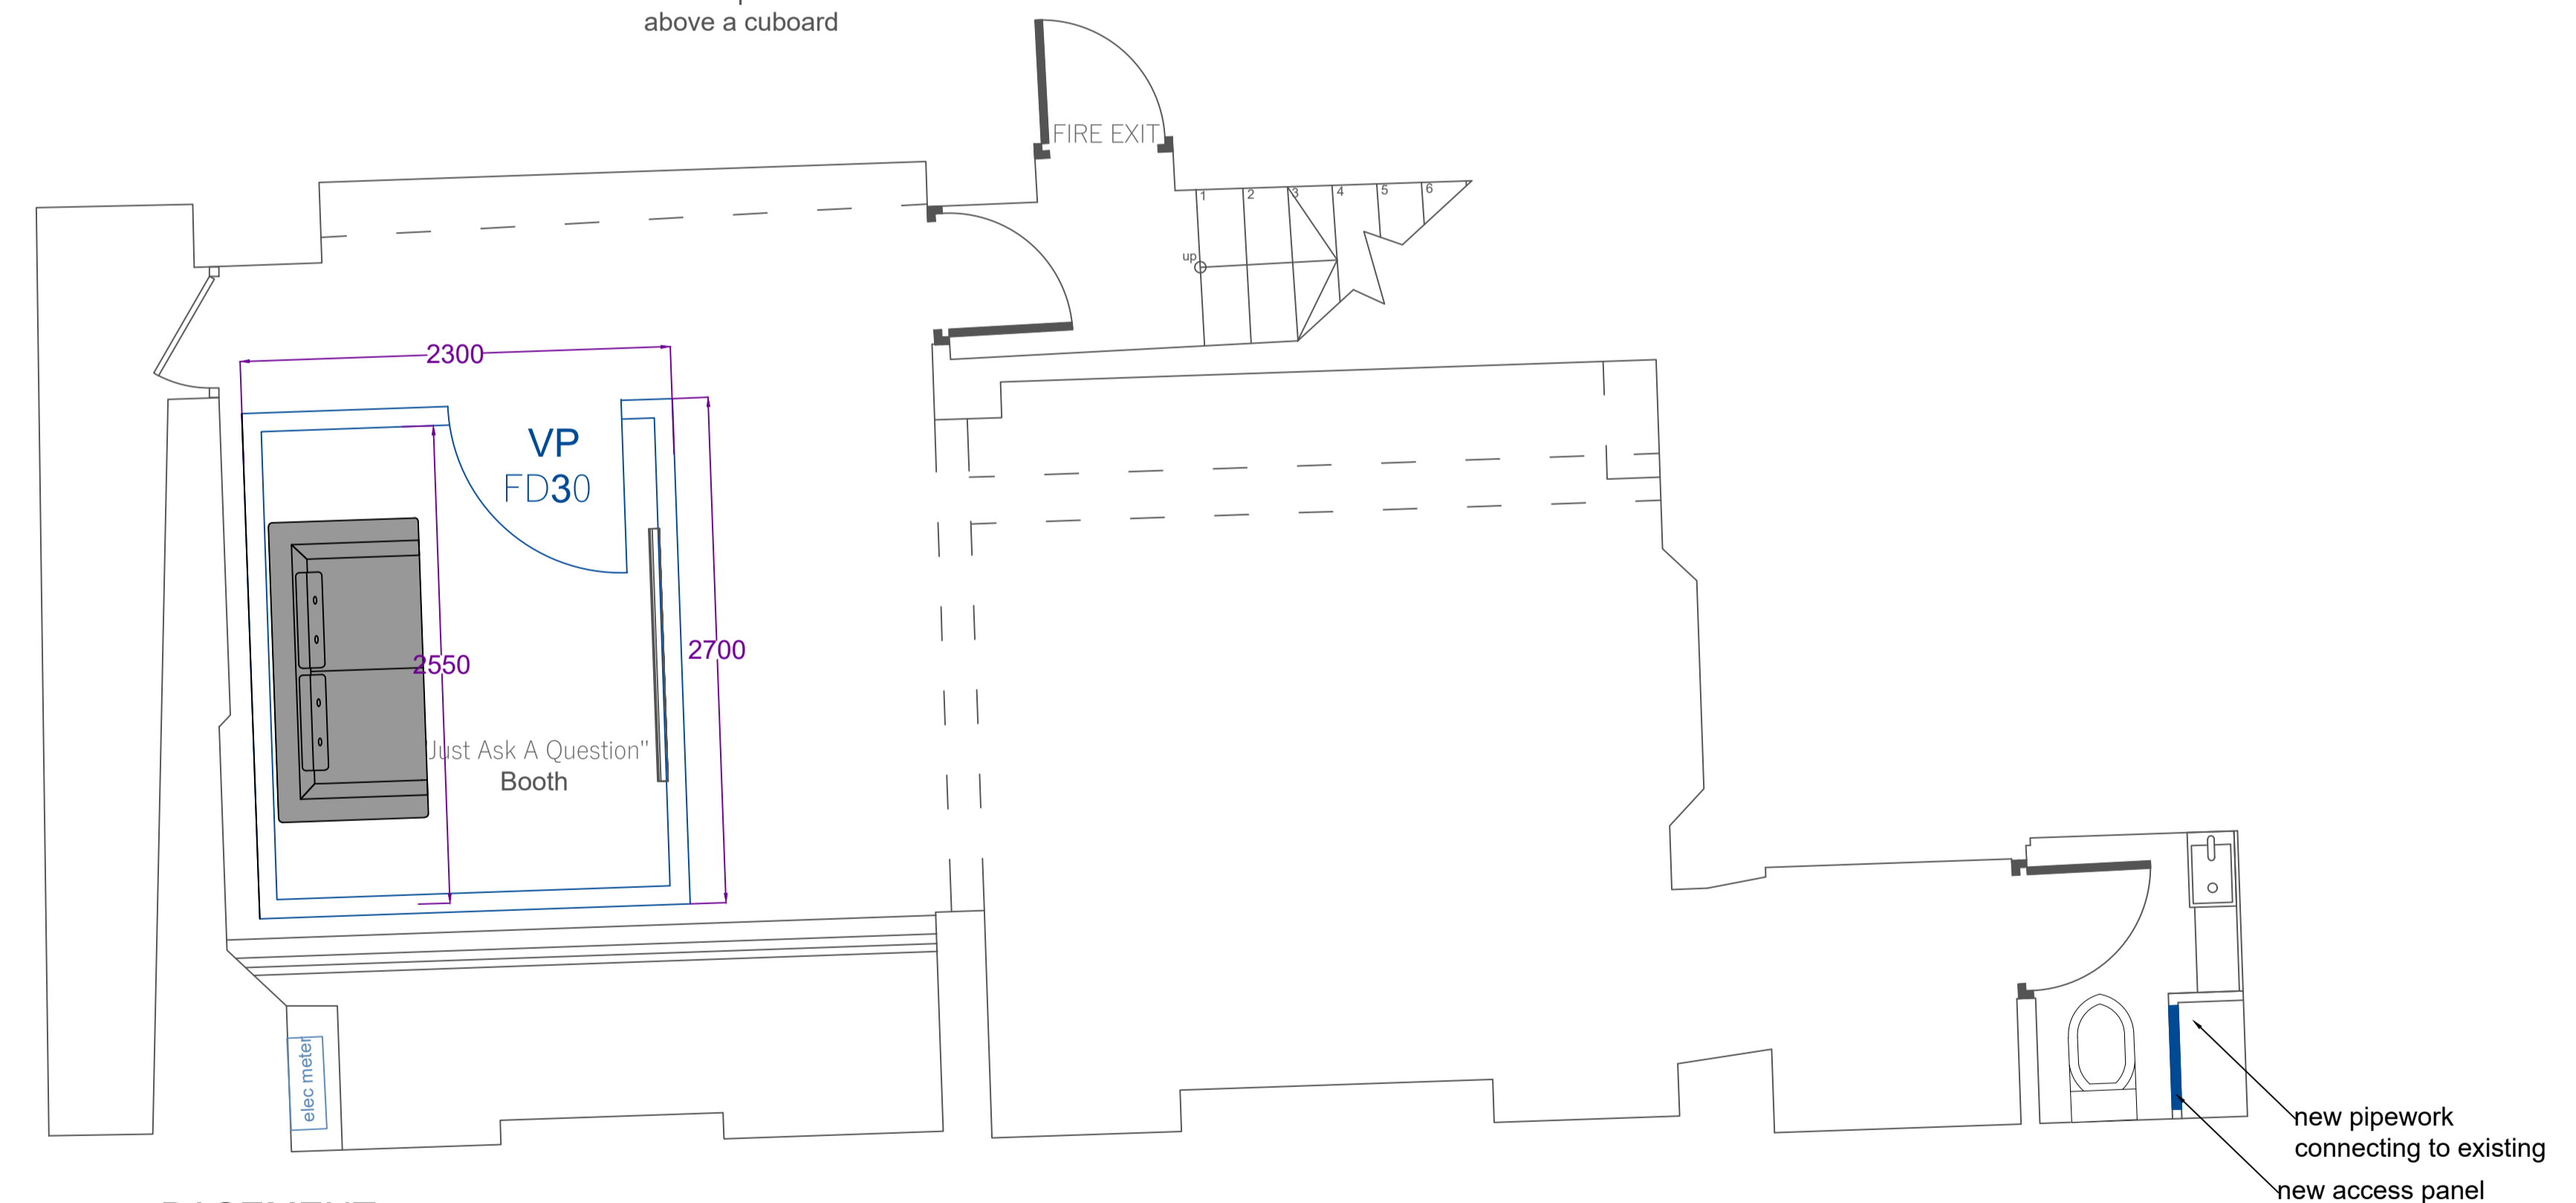 above a cuboard
FIRE EXIT
1
2
3
4
5
6
up
2300
VP
FD30
2550
2700
"Just Ask A Question"
Booth
elec meter
new pipework
connecting to existing
new access panel